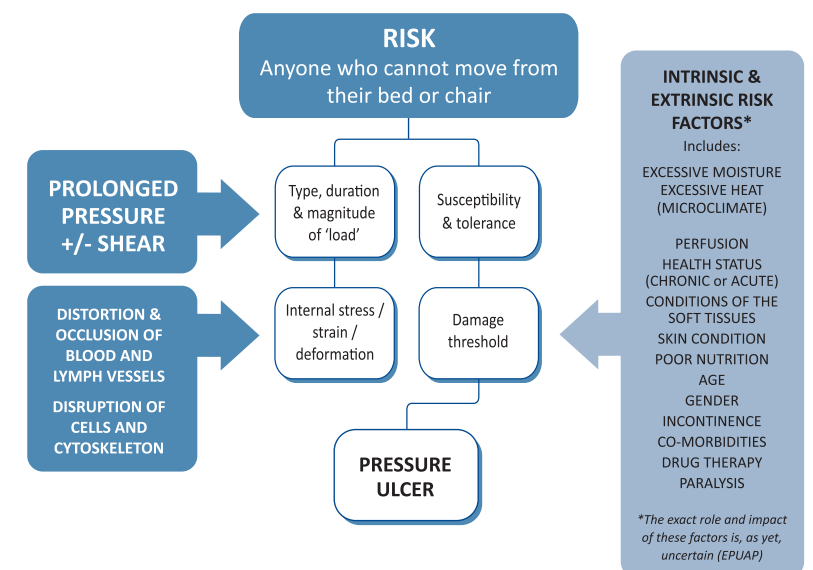 RISK
Anyone who cannot move from
their bed or chair
PROLONGED
PRESSURE
+/- SHEAR
Type, duration
& magnitude
of ‘load’
Susceptibility
& tolerance
DISTORTION &
OCCLUSION OF
BLOOD AND
LYMPH VESSELS
DISRUPTION OF
CELLS AND
CYTOSKELETON
Internal stress /
strain /
deformation
Damage
threshold
PRESSURE
ULCER
INTRINSIC &
EXTRINSIC RISK
FACTORS*
Includes:
EXCESSIVE MOISTURE
EXCESSIVE HEAT
(MICROCLIMATE)
PERFUSION
HEALTH STATUS
(CHRONIC or ACUTE)
CONDITIONS OF THE
SOFT TISSUES
SKIN CONDITION
POOR NUTRITION
AGE
GENDER
INCONTINENCE
CO-MORBIDITIES
DRUG THERAPY
PARALYSIS
*The exact role and impact
of these factors is, as yet,
uncertain (EPUAP)